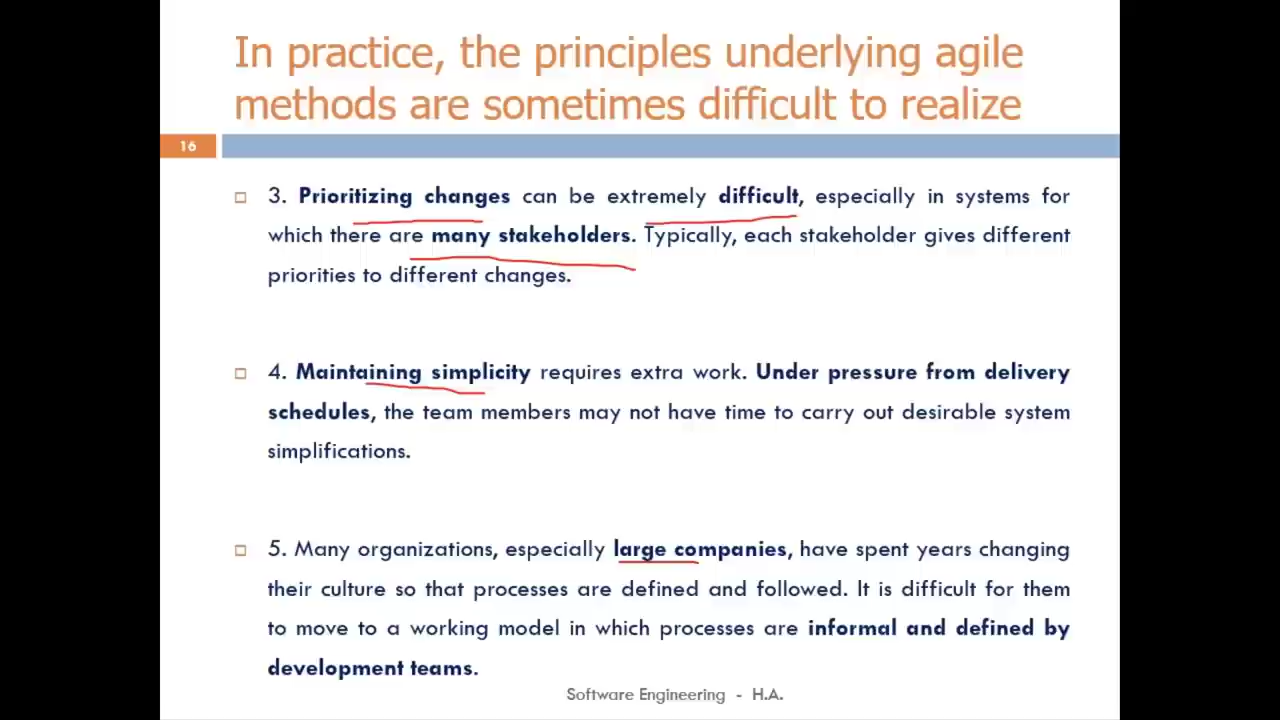 In practice, the principles underlying agile
methods are sometimes difficult to realize
16
3. Prioritizing changes can be extremely difficult, especially in systems for
which there are many stakeholders. Typically, each stakeholder gives different
priorities to different changes.
4. Maintaining simplicity requires extra work. Under pressure from delivery
schedules, the team members may not have time to carry out desirable system
simplifications.
5. Many organizations, especially large companies, have spent years changing
their culture so that processes are defined and followed. It is difficult for them
to move to a working model in which processes are informal and defined by
development teams.
Software Engineering - H.A.